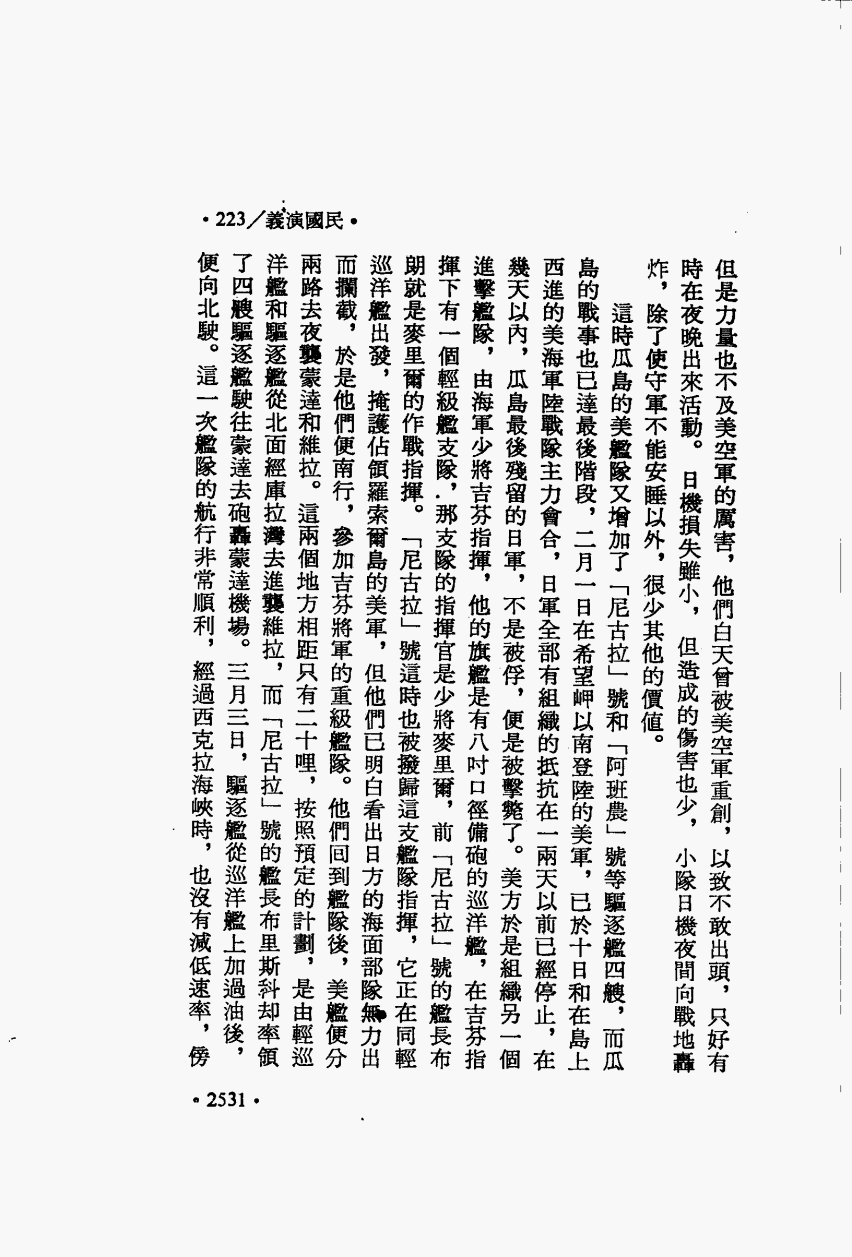 •223／義演國民•
但是力量也不及美空軍的厲害，他們白天曾被美空軍重創，以致不敢出頭，只好有
時在夜晚出來活動。日機損失雖小，但造成的傷害也少，小隊日機夜間向戰地轟
炸，除了使守軍不能安睡以外，很少其他的價值。
這時瓜島的美艦隊又增加了「尼古拉」號和「阿班農」號等驅逐艦四艘，而瓜
島的戰事也已達最後階段，二月一日在希望岬以南登陸的美軍，已於十日和在島上
西進的美海軍陸戰隊主力會合，日軍全部有組織的抵抗在一兩天以前已經停止，在
幾天以內，瓜島最後殘留的日軍，不是被俘，便是被擊斃了。美方於是組織另一個
進擊艦隊，由海軍少將吉芬指揮，他的旗艦是有八吋口徑備砲的巡洋艦，在吉芬指
揮下有一個輕級艦支隊，那支隊的指揮官是少將麥里爾，前「尼古拉」號的艦長布
朗就是麥里爾的作戰指揮。「尼古拉」號這時也被撥歸這支艦隊指揮，它正在同輕
巡洋艦出發，掩護佔領羅索爾島的美軍，但他們已明白看出日方的海面部隊無力出
而攔截，於是他們便南行，參加吉芬將軍的重級艦隊。他們回到艦隊後，美艦便分
兩路去夜襲蒙達和維拉。這兩個地方相距只有二十哩，按照預定的計劃，是由輕巡
洋艦和驅逐艦從北面經庫拉灣去進襲維拉，而「尼古拉」號的艦長布里斯科却率領
了四艘驅逐艦駛往蒙達去砲轟蒙達機場。三月三日，驅逐艦從巡洋艦上加過油後，
便向北駛。這一次艦隊的航行非常順利，經過西克拉海峽時，也沒有減低速率，傍
•2531•